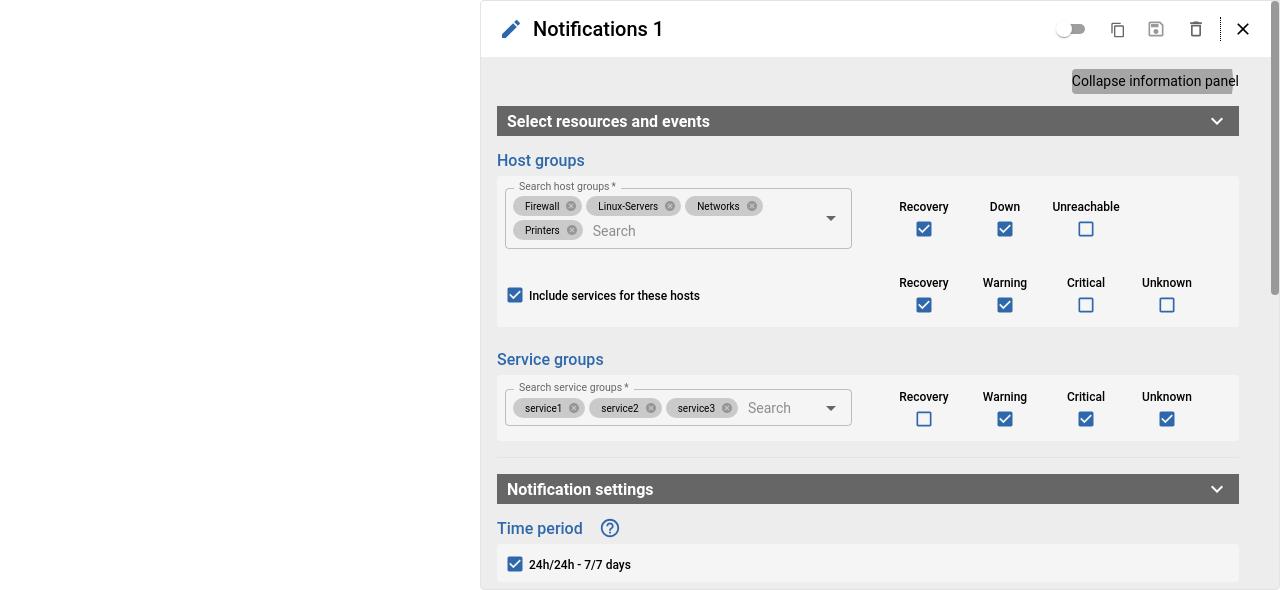 Notifications 1
Collapse information panel
Select resources and events
Host groups
Search host groups *
Firewall Linux-Servers Networks
Printers Search
Recovery Down Unreachable
Include services for these hosts
Recovery Warning Critical Unknown
Service groups
Search service groups *
service1 service2 service3 Search
Recovery Warning Critical Unknown
Notification settings
Time period ?
24h/24h - 7/7 days